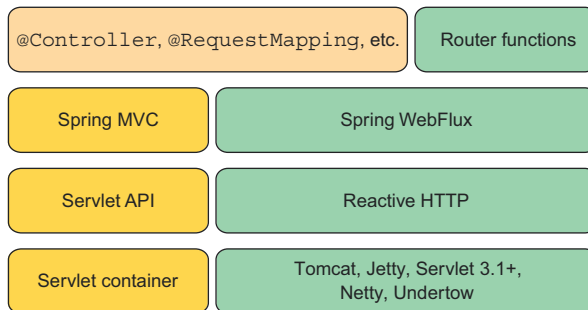 @Controller, @RequestMapping, etc.
Router functions
Spring MVC
Spring WebFlux
Servlet API
Reactive HTTP
Servlet container
Tomcat, Jetty, Servlet 3.1+,
Netty, Undertow